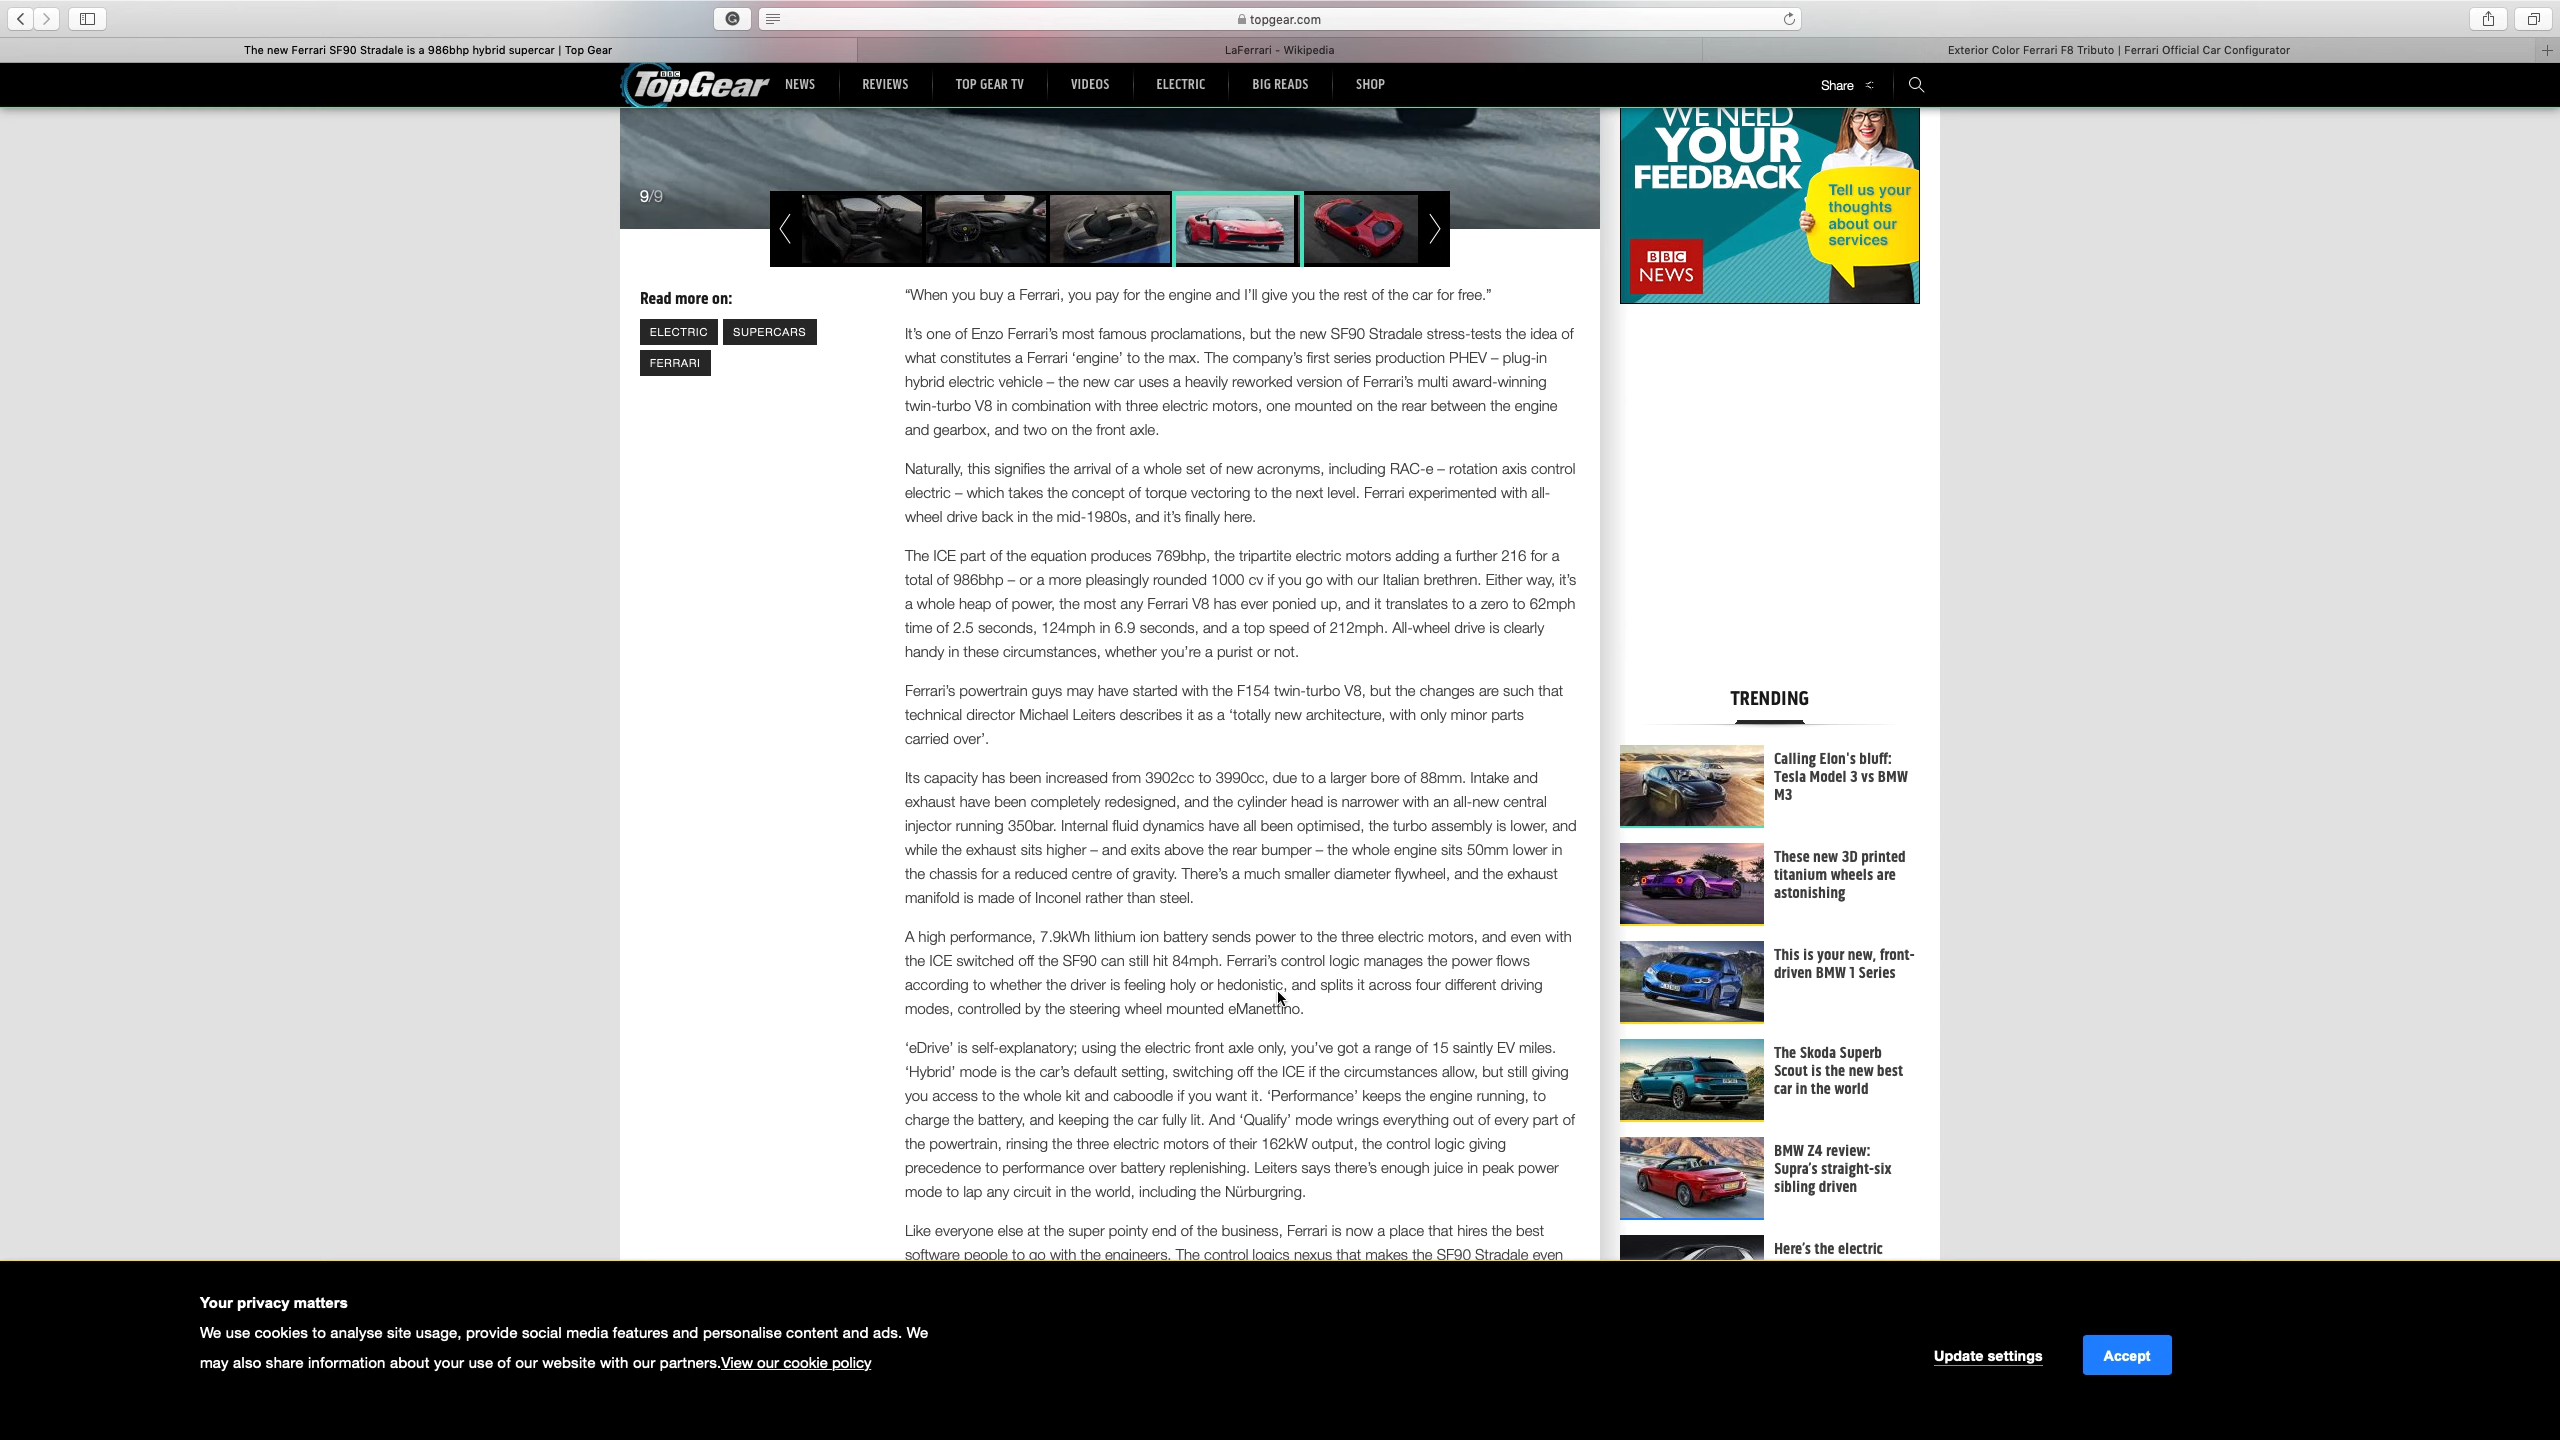 topgear.com
The new Ferrari SF90 Stradale is a 986bhp hybrid supercar | Top Gear
LaFerrari - Wikipedia
Exterior Color Ferrari F8 Tributo | Ferrari Official Car Configurator
BBC
TopGear
NEWS
REVIEWS
TOP GEAR TV
VIDEOS
ELECTRIC
BIG READS
SHOP
Share
9/9
Read more on:
ELECTRIC
SUPERCARS
FERRARI
“When you buy a Ferrari, you pay for the engine and I’ll give you the rest of the car for free.”
It’s one of Enzo Ferrari’s most famous proclamations, but the new SF90 Stradale stress-tests the idea of
what constitutes a Ferrari ‘engine’ to the max. The company’s first series production PHEV – plug-in
hybrid electric vehicle – the new car uses a heavily reworked version of Ferrari’s multi award-winning
twin-turbo V8 in combination with three electric motors, one mounted on the rear between the engine
and gearbox, and two on the front axle.
Naturally, this signifies the arrival of a whole set of new acronyms, including RAC-e – rotation axis control
electric – which takes the concept of torque vectoring to the next level. Ferrari experimented with all-
wheel drive back in the mid-1980s, and it’s finally here.
The ICE part of the equation produces 769bhp, the tripartite electric motors adding a further 216 for a
total of 986bhp – or a more pleasingly rounded 1000 cv if you go with our Italian brethren. Either way, it’s
a whole heap of power, the most any Ferrari V8 has ever ponied up, and it translates to a zero to 62mph
time of 2.5 seconds, 124mph in 6.9 seconds, and a top speed of 212mph. All-wheel drive is clearly
handy in these circumstances, whether you’re a purist or not.
Ferrari’s powertrain guys may have started with the F154 twin-turbo V8, but the changes are such that
technical director Michael Leiters describes it as a ‘totally new architecture, with only minor parts
carried over’.
Its capacity has been increased from 3902cc to 3990cc, due to a larger bore of 88mm. Intake and
exhaust have been completely redesigned, and the cylinder head is narrower with an all-new central
injector running 350bar. Internal fluid dynamics have all been optimised, the turbo assembly is lower, and
while the exhaust sits higher – and exits above the rear bumper – the whole engine sits 50mm lower in
the chassis for a reduced centre of gravity. There’s a much smaller diameter flywheel, and the exhaust
manifold is made of Inconel rather than steel.
A high performance, 7.9kWh lithium ion battery sends power to the three electric motors, and even with
the ICE switched off the SF90 can still hit 84mph. Ferrari’s control logic manages the power flows
according to whether the driver is feeling holy or hedonistic, and splits it across four different driving
modes, controlled by the steering wheel mounted eManettino.
‘eDrive’ is self-explanatory; using the electric front axle only, you’ve got a range of 15 saintly EV miles.
‘Hybrid’ mode is the car’s default setting, switching off the ICE if the circumstances allow, but still giving
you access to the whole kit and caboodle if you want it. ‘Performance’ keeps the engine running, to
charge the battery, and keeping the car fully lit. And ‘Qualify’ mode wrings everything out of every part of
the powertrain, rinsing the three electric motors of their 162kW output, the control logic giving
precedence to performance over battery replenishing. Leiters says there’s enough juice in peak power
mode to lap any circuit in the world, including the Nürburgring.
Like everyone else at the super pointy end of the business, Ferrari is now a place that hires the best
software people to go with the engineers. The control logics nexus that makes the SF90 Stradale even
WE NEED
YOUR
FEEDBACK
Tell us your
thoughts
about our
services
BBC
NEWS
TRENDING
Calling Elon's bluff:
Tesla Model 3 vs BMW
M3
These new 3D printed
titanium wheels are
astonishing
This is your new, front-
driven BMW 1 Series
The Skoda Superb
Scout is the new best
car in the world
BMW Z4 review:
Supra’s straight-six
sibling driven
Here’s the electric
Your privacy matters
We use cookies to analyse site usage, provide social media features and personalise content and ads. We
may also share information about your use of our website with our partners.View our cookie policy
Update settings
Accept